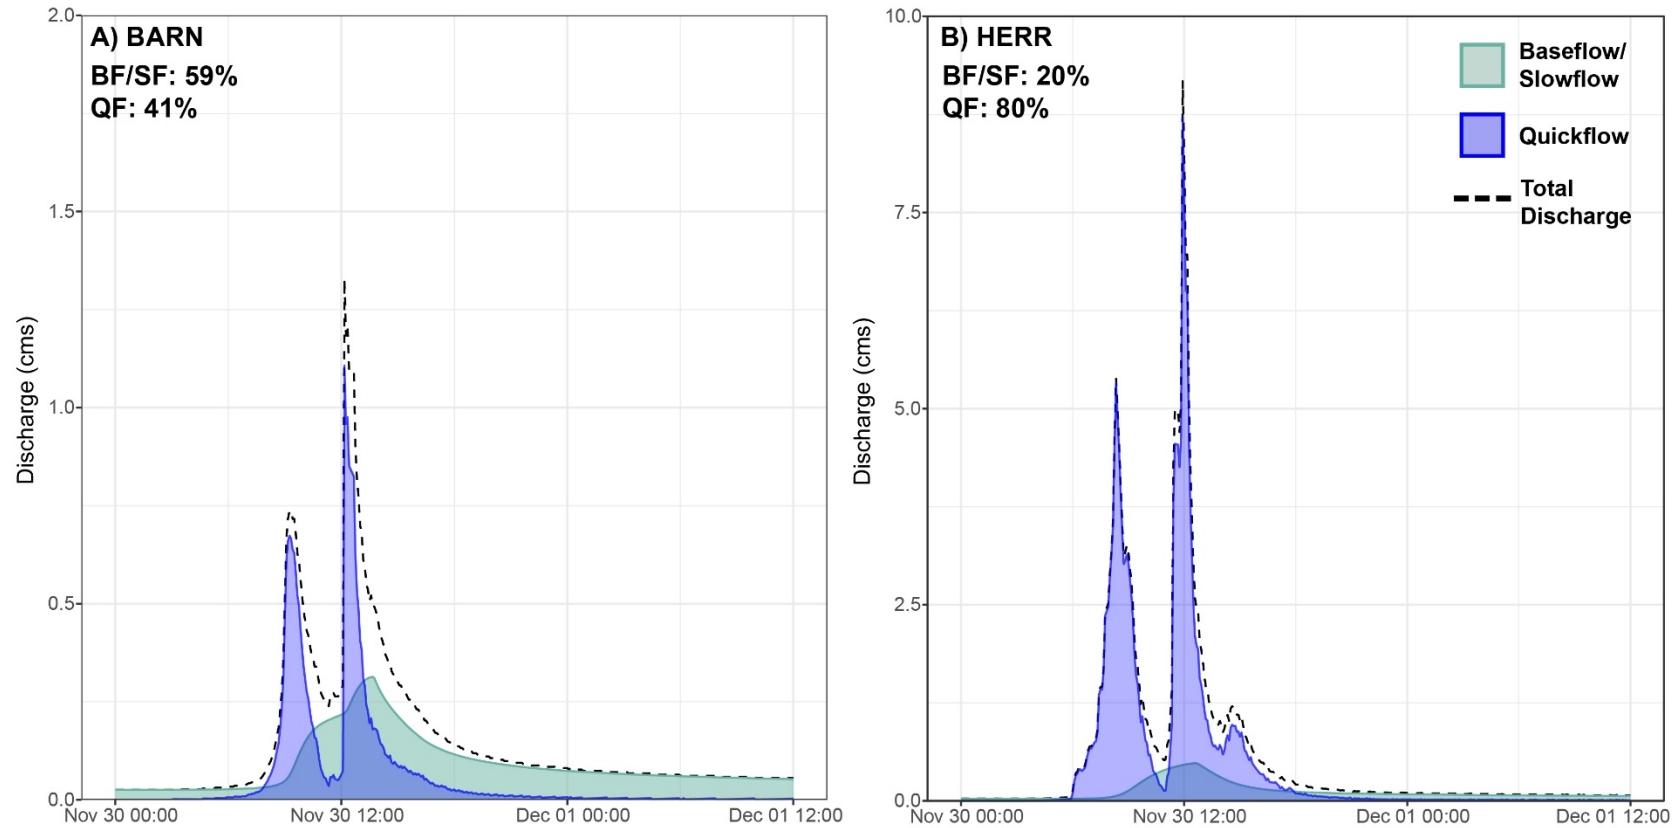 A) BARN
BF/SF: 59%
QF: 41%
2.0
1.5
1.0
0.5
0.0
Discharge (cms)
Nov 30 00:00
Nov 30 12:00
Dec 01 00:00
Dec 01 12:00
B) HERR
BF/SF: 20%
QF: 80%
10.0
7.5
5.0
2.5
0.0
Discharge (cms)
Nov 30 00:00
Nov 30 12:00
Dec 01 00:00
Dec 01 12:00
Baseflow/
Slowflow
Quickflow
Total
Discharge